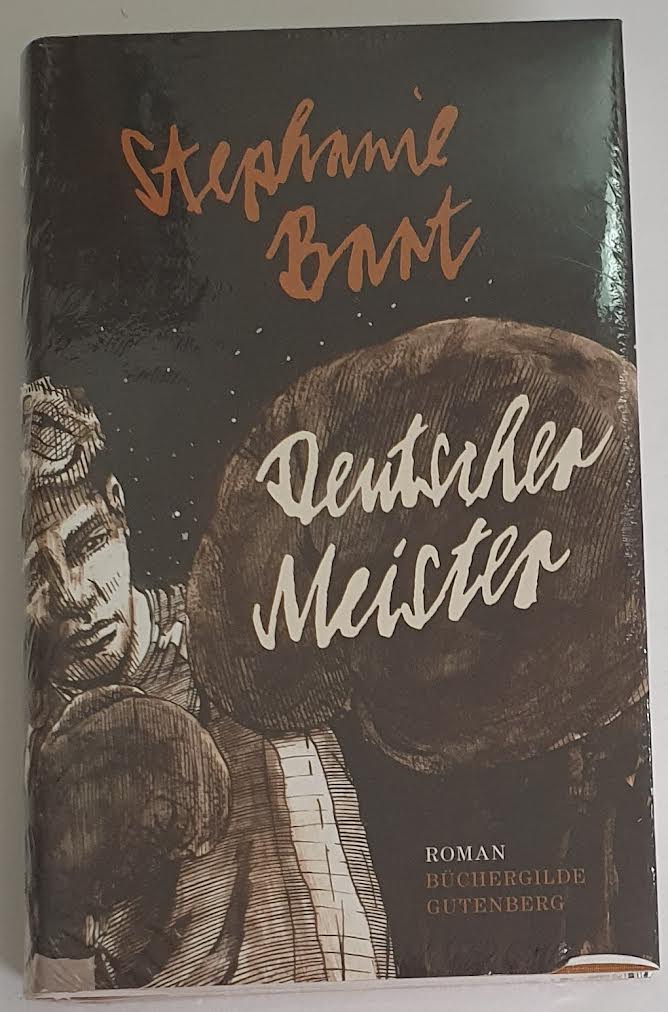 Stephanie
Bart
Deutscher
Meister
ROMAN
BÜCHERGILDE
GUTENBERG